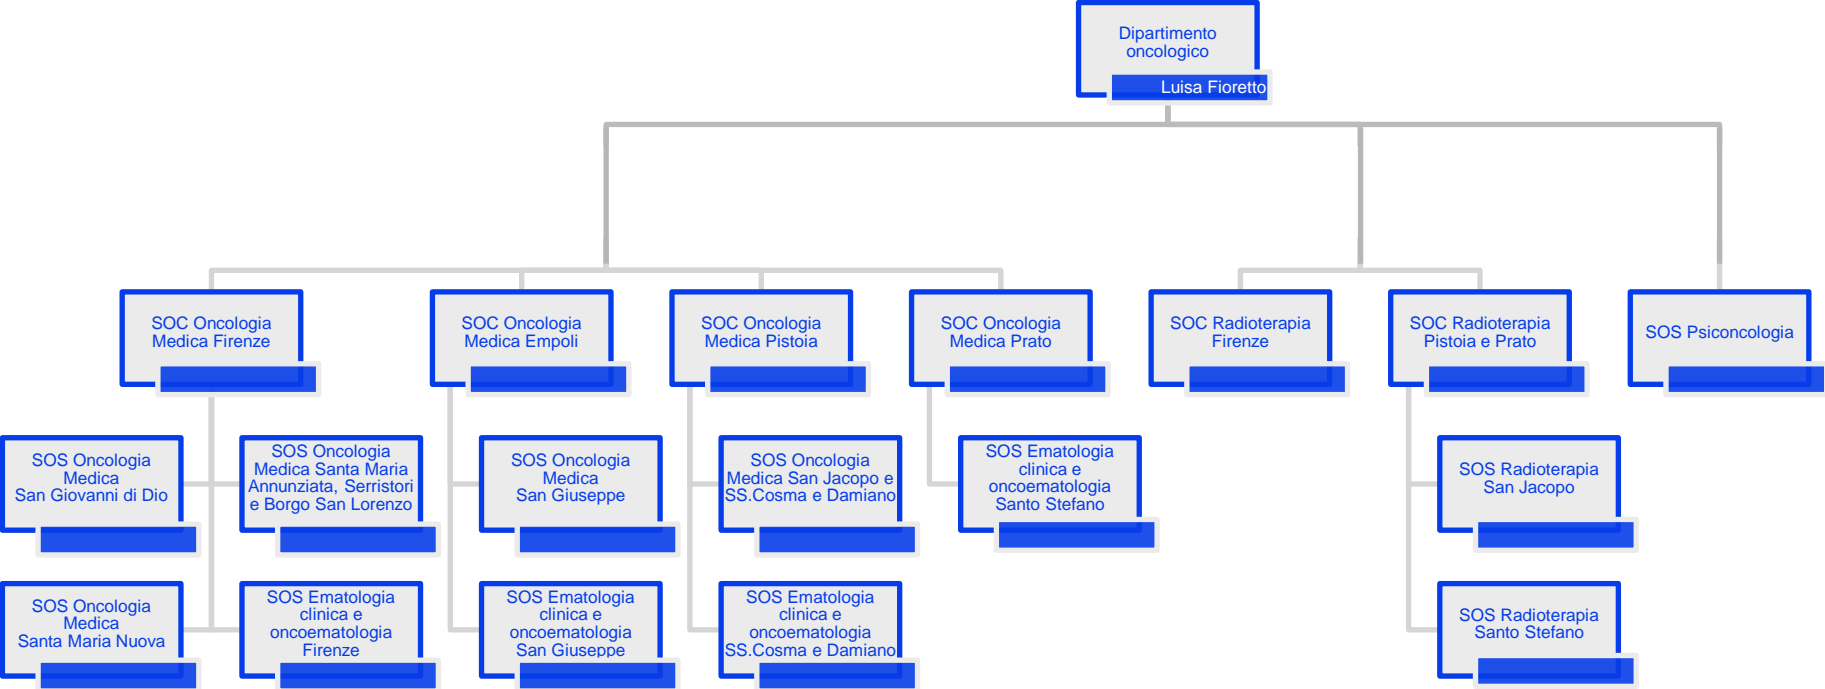 Dipartimento
oncologico
Luisa Fioretto
SOC Oncologia
Medica Firenze
SOC Oncologia
Medica Empoli
SOC Oncologia
Medica Pistoia
SOC Oncologia
Medica Prato
SOC Radioterapia
Firenze
SOC Radioterapia
Pistoia e Prato
SOS Psiconcologia
SOS Oncologia
Medica
San Giovanni di Dio
SOS Oncologia
Medica Santa Maria
Annunziata, Serristori
e Borgo San Lorenzo
SOS Oncologia
Medica
San Giuseppe
SOS Oncologia
Medica San Jacopo e
SS.Cosma e Damiano
SOS Ematologia
clinica e
oncoematologia
Santo Stefano
SOS Radioterapia
San Jacopo
SOS Oncologia
Medica
Santa Maria Nuova
SOS Ematologia
clinica e
oncoematologia
Firenze
SOS Ematologia
clinica e
oncoematologia
San Giuseppe
SOS Ematologia
clinica e
oncoematologia
SS.Cosma e Damiano
SOS Radioterapia
Santo Stefano